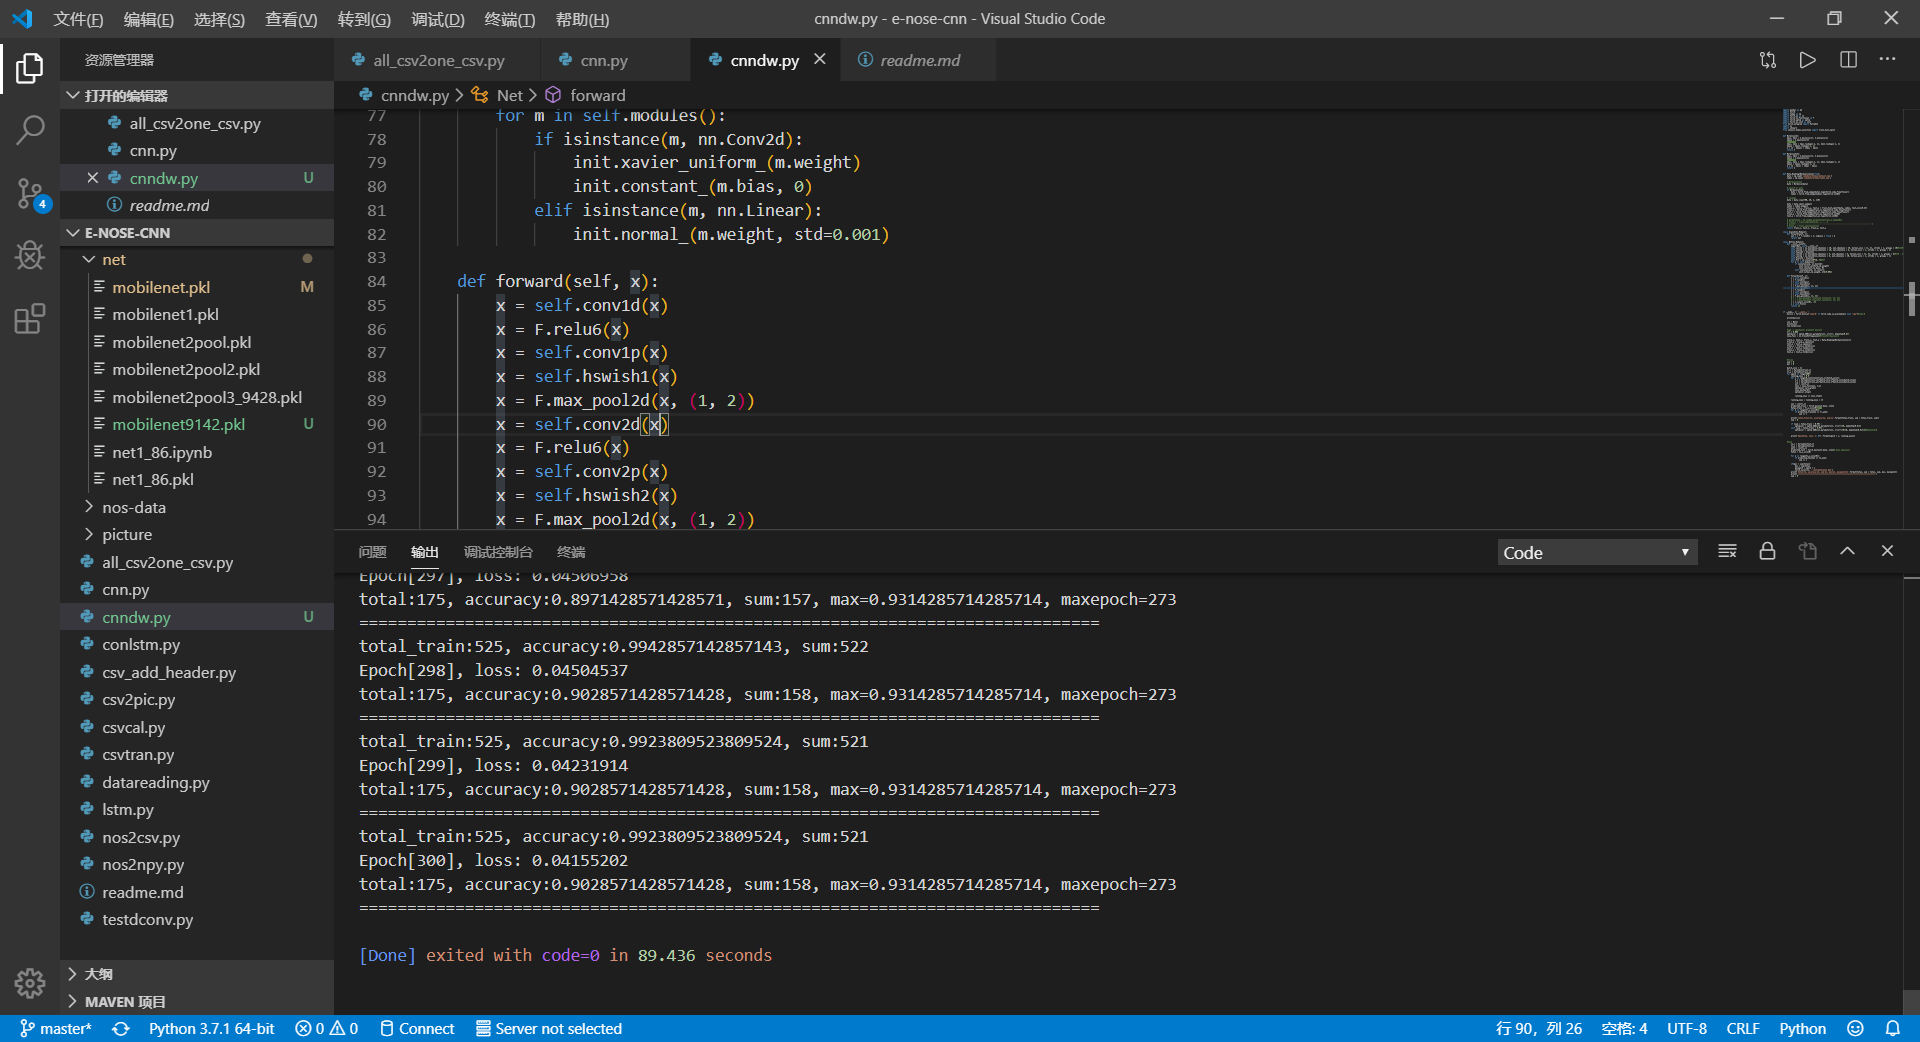 文件(F) 编辑(E) 选择(S) 查看(V) 转到(G) 调试(D) 终端(T) 帮助(H)
cnndw.py - e-nose-cnn - Visual Studio Code
资源管理器
打开的编辑器
all_csv2one_csv.py
cnn.py
cnndw.py U
readme.md
E-NOSE-CNN
net
mobilenet.pkl M
mobilenet1.pkl
mobilenet2pool.pkl
mobilenet2pool2.pkl
mobilenet2pool3_9428.pkl
mobilenet9142.pkl U
net1_86.ipynb
net1_86.pkl
nos-data
picture
all_csv2one_csv.py
cnn.py
cnndw.py U
conlstm.py
csv_add_header.py
csv2pic.py
csvcal.py
csvtran.py
datareading.py
lstm.py
nos2csv.py
nos2npy.py
readme.md
testdconv.py
大纲
MAVEN 项目
4
all_csv2one_csv.py cnn.py cnndw.py readme.md
cnndw.py > Net > forward
77 for m in self.modules():
78 if isinstance(m, nn.Conv2d):
79 init.xavier_uniform_(m.weight)
80 init.constant_(m.bias, 0)
81 elif isinstance(m, nn.Linear):
82 init.normal_(m.weight, std=0.001)
83
84 def forward(self, x):
85 x = self.conv1d(x)
86 x = F.relu6(x)
87 x = self.conv1p(x)
88 x = self.hswish1(x)
89 x = F.max_pool2d(x, (1, 2))
90 x = self.conv2d(x)
91 x = F.relu6(x)
92 x = self.conv2p(x)
93 x = self.hswish2(x)
94 x = F.max_pool2d(x, (1, 2))
问题 输出 调试控制台 终端
Code
Epoch[297], loss: 0.04506958
total:175, accuracy:0.8971428571428571, sum:157, max=0.9314285714285714, maxepoch=273
=============================================================================
total_train:525, accuracy:0.9942857142857143, sum:522
Epoch[298], loss: 0.04504537
total:175, accuracy:0.9028571428571428, sum:158, max=0.9314285714285714, maxepoch=273
=============================================================================
total_train:525, accuracy:0.9923809523809524, sum:521
Epoch[299], loss: 0.04231914
total:175, accuracy:0.9028571428571428, sum:158, max=0.9314285714285714, maxepoch=273
=============================================================================
total_train:525, accuracy:0.9923809523809524, sum:521
Epoch[300], loss: 0.04155202
total:175, accuracy:0.9028571428571428, sum:158, max=0.9314285714285714, maxepoch=273
=============================================================================
[Done] exited with code=0 in 89.436 seconds
master* Python 3.7.1 64-bit 0 0 Connect Server not selected
行 90，列 26 空格: 4 UTF-8 CRLF Python